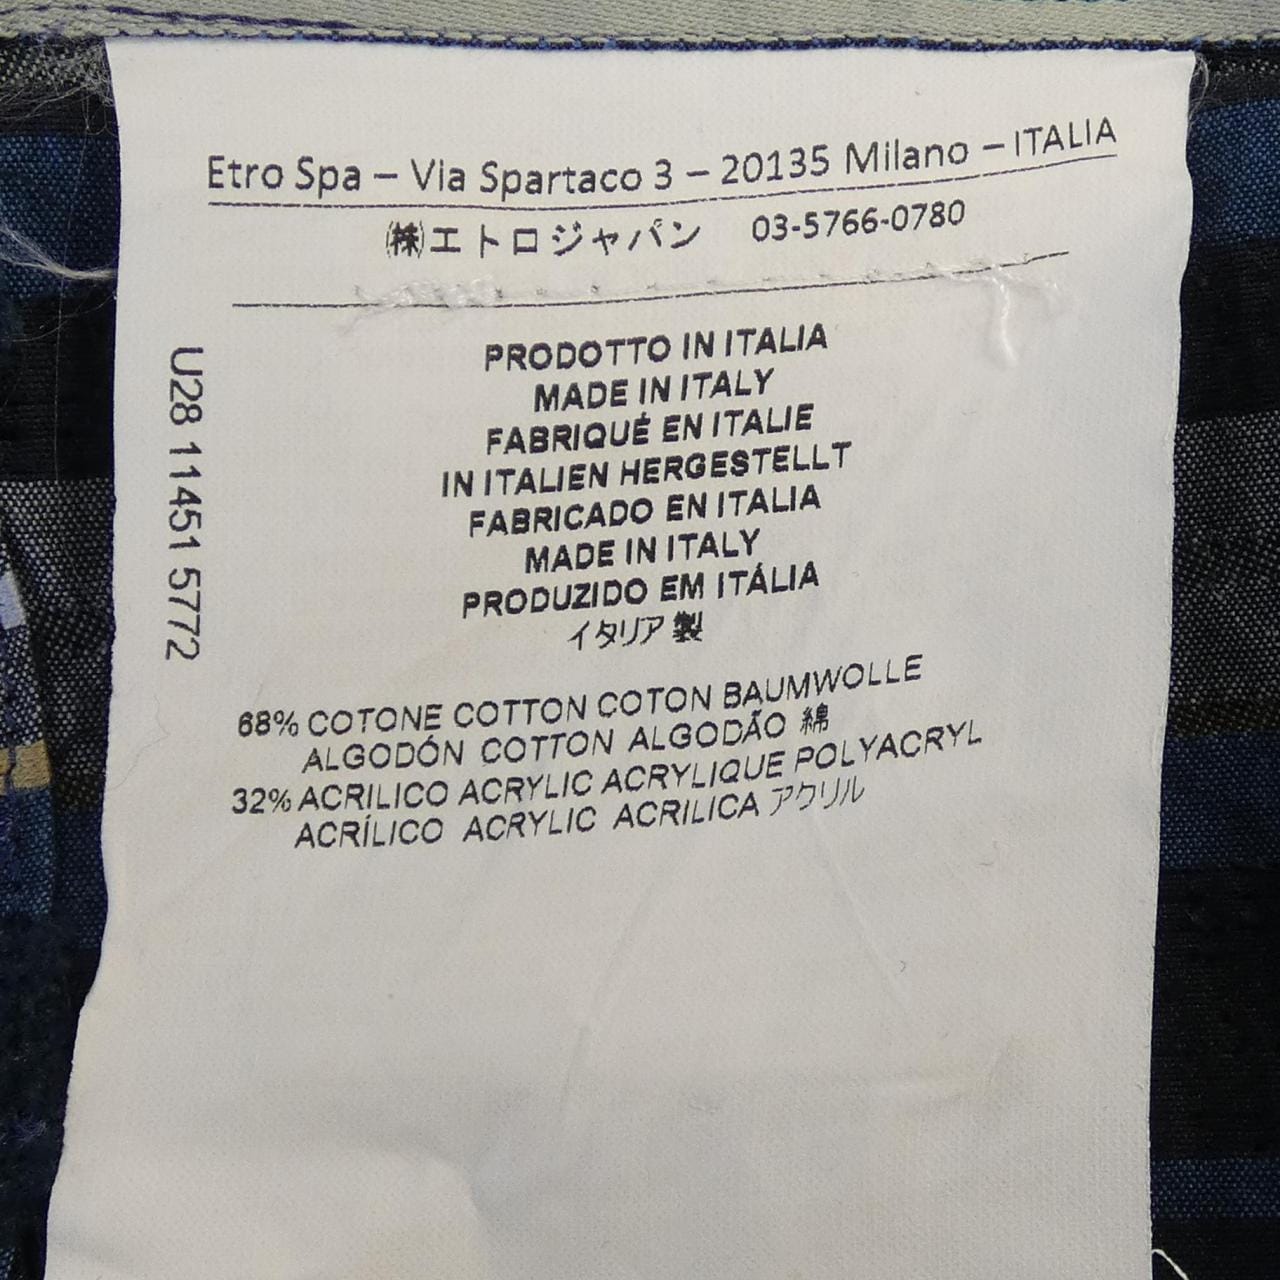 Etro Spa – Via Spartaco 3 – 20135 Milano – ITALIA
㈱エトロジャパン 03-5766-0780
U28 11451 5772
PRODOTTO IN ITALIA
MADE IN ITALY
FABRIQUÉ EN ITALIE
IN ITALIEN HERGESTELLT
FABRICADO EN ITALIA
MADE IN ITALY
PRODUZIDO EM ITÁLIA
イタリア製
68% COTONE COTTON COTON BAUMWOLLE
ALGODÓN COTTON ALGODÃO 綿
32% ACRILICO ACRYLIC ACRYLIQUE POLYACRYL
ACRÍLICO ACRYLIC ACRILICA アクリル